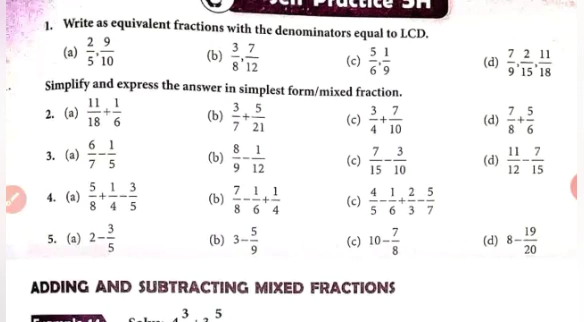 Practice 5H
1. Write as equivalent fractions with the denominators equal to LCD.
(a) 2/5, 9/10 (b) 3/8, 7/12 (c) 5/6, 1/9 (d) 7/9, 2/15, 11/18
Simplify and express the answer in simplest form/mixed fraction.
2. (a) 11/18 + 1/6 (b) 3/7 + 5/21 (c) 3/4 + 7/10 (d) 7/8 + 5/6
3. (a) 6/7 - 1/5 (b) 8/9 - 1/12 (c) 7/15 - 3/10 (d) 11/12 - 7/15
4. (a) 5/8 + 1/4 - 3/5 (b) 7/8 - 1/6 + 1/4 (c) 4/5 - 1/6 + 2/3 - 5/7
5. (a) 2 - 3/5 (b) 3 - 5/9 (c) 10 - 7/8 (d) 8 - 19/20
ADDING AND SUBTRACTING MIXED FRACTIONS